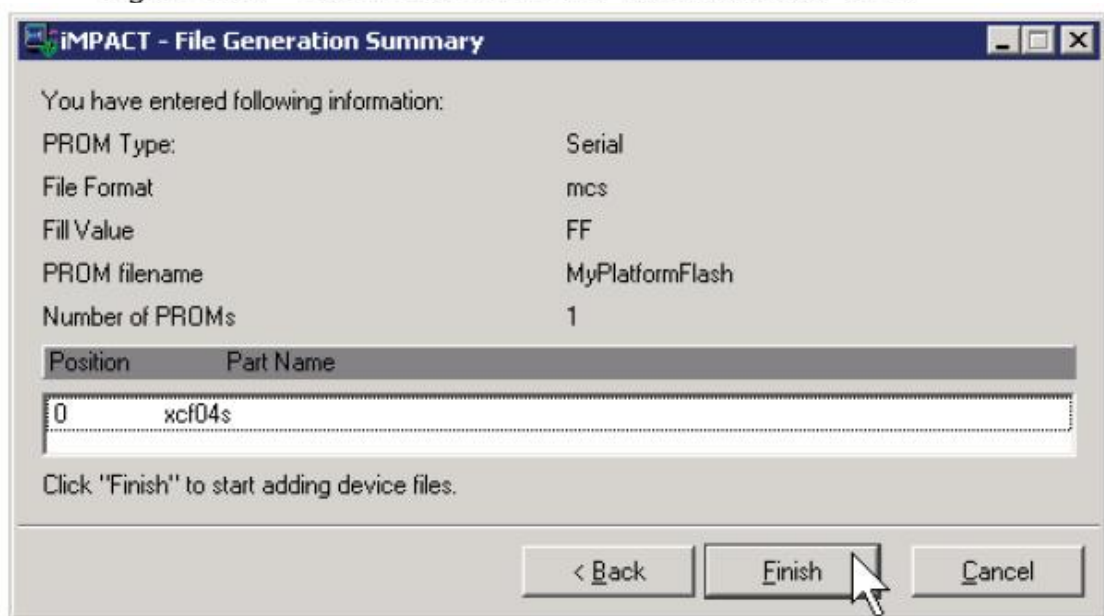 iMPACT - File Generation Summary
You have entered following information:
PROM Type: Serial
File Format mcs
Fill Value FF
PROM filename MyPlatformFlash
Number of PROMs 1
Position Part Name
0 xcf04s
Click "Finish" to start adding device files.
< Back Finish Cancel